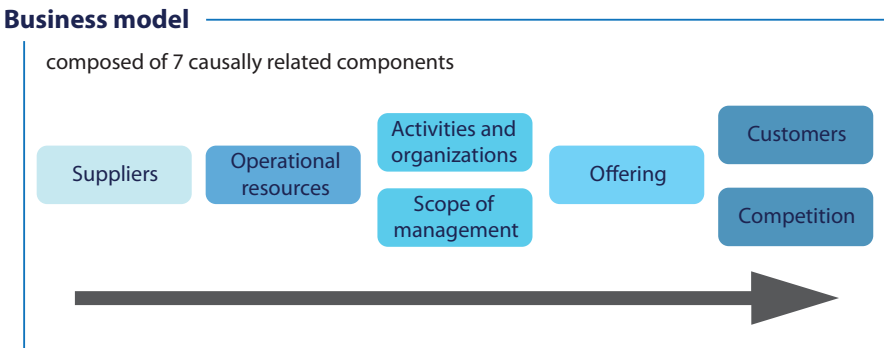 Business model
composed of 7 causally related components
Suppliers
Operational
resources
Activities and
organizations
Scope of
management
Offering
Customers
Competition